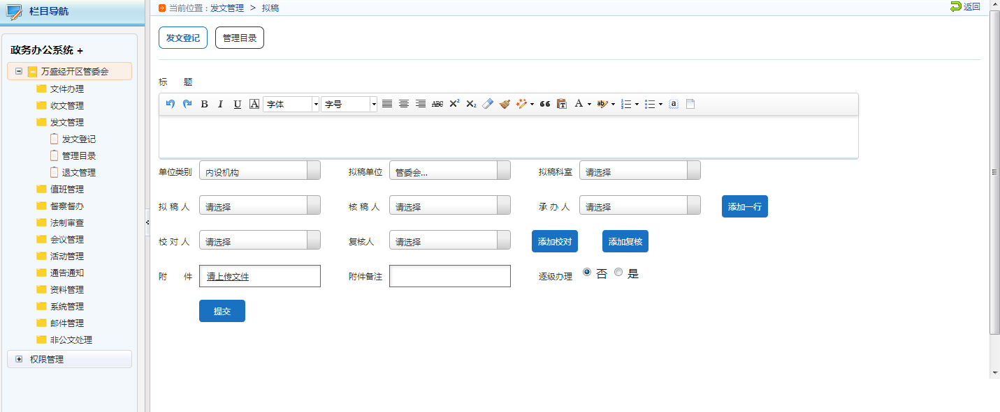 栏目导航
政务办公系统 +
万盛经开区管委会
文件办理
收文管理
发文管理
发文登记
管理目录
退文管理
值班管理
督察督办
法制审查
会议管理
活动管理
通告通知
资料管理
系统管理
邮件管理
非公文处理
权限管理
当前位置：发文管理 > 拟稿
返回
发文登记 管理目录
标 题
B I U A 字体 字号 ABC X² X₂ A ab a
单位类别 内设机构 拟稿单位 管委会... 拟稿科室 请选择
拟 稿 人 请选择 核 稿 人 请选择 承 办 人 请选择 添加一行
校 对 人 请选择 复核人 请选择 添加校对 添加复核
附 件 请上传文件 附件备注 逐级办理 否 是
提交